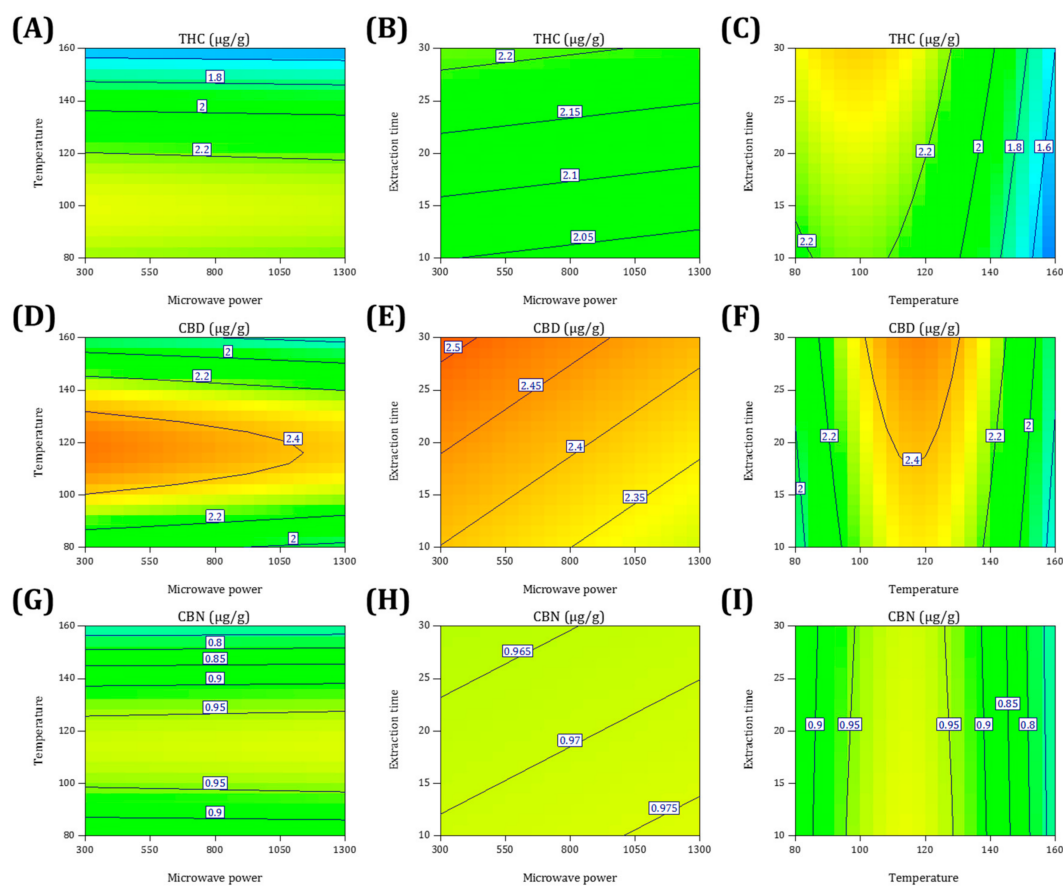 (A) THC (µg/g)
160
140
120
100
80
Temperature
1.8
2
2.2
300 550 800 1050 1300
Microwave power
(B) THC (µg/g)
30
25
20
15
10
Extraction time
2.2
2.15
2.1
2.05
300 550 800 1050 1300
Microwave power
(C) THC (µg/g)
30
25
20
15
10
Extraction time
2.2 2 1.8 1.6
2.2
80 100 120 140 160
Temperature
(D) CBD (µg/g)
160
140
120
100
80
Temperature
2
2.2
2.4
2.2
2
300 550 800 1050 1300
Microwave power
(E) CBD (µg/g)
30
25
20
15
10
Extraction time
2.5
2.45
2.4
2.35
300 550 800 1050 1300
Microwave power
(F) CBD (µg/g)
30
25
20
15
10
Extraction time
2.2 2.2 2
2.4
2
80 100 120 140 160
Temperature
(G) CBN (µg/g)
160
140
120
100
80
Temperature
0.8
0.85
0.9
0.95
0.95
0.9
300 550 800 1050 1300
Microwave power
(H) CBN (µg/g)
30
25
20
15
10
Extraction time
0.965
0.97
0.975
300 550 800 1050 1300
Microwave power
(I) CBN (µg/g)
30
25
20
15
10
Extraction time
0.85
0.9 0.95 0.95 0.9 0.8
80 100 120 140 160
Temperature